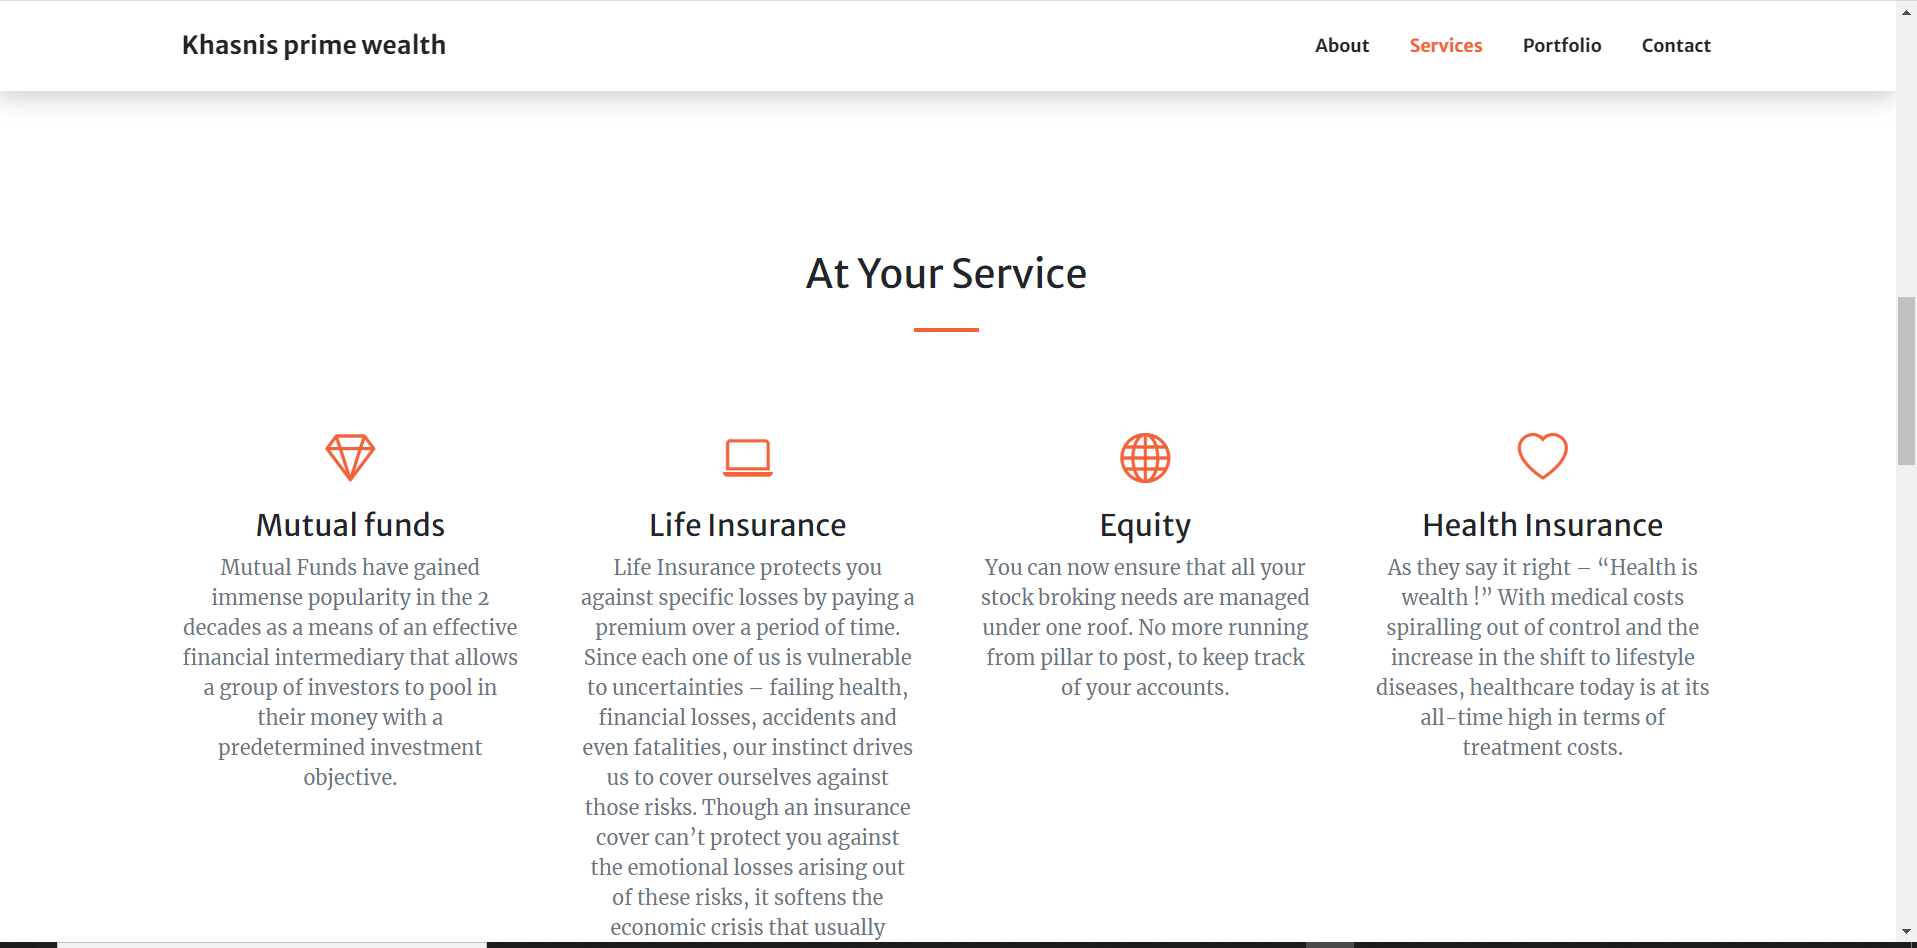 Khasnis prime wealth
About Services Portfolio Contact
At Your Service
Mutual funds
Mutual Funds have gained
immense popularity in the 2
decades as a means of an effective
financial intermediary that allows
a group of investors to pool in
their money with a
predetermined investment
objective.
Life Insurance
Life Insurance protects you
against specific losses by paying a
premium over a period of time.
Since each one of us is vulnerable
to uncertainties – failing health,
financial losses, accidents and
even fatalities, our instinct drives
us to cover ourselves against
those risks. Though an insurance
cover can’t protect you against
the emotional losses arising out
of these risks, it softens the
economic crisis that usually
Equity
You can now ensure that all your
stock broking needs are managed
under one roof. No more running
from pillar to post, to keep track
of your accounts.
Health Insurance
As they say it right – “Health is
wealth !” With medical costs
spiralling out of control and the
increase in the shift to lifestyle
diseases, healthcare today is at its
all-time high in terms of
treatment costs.